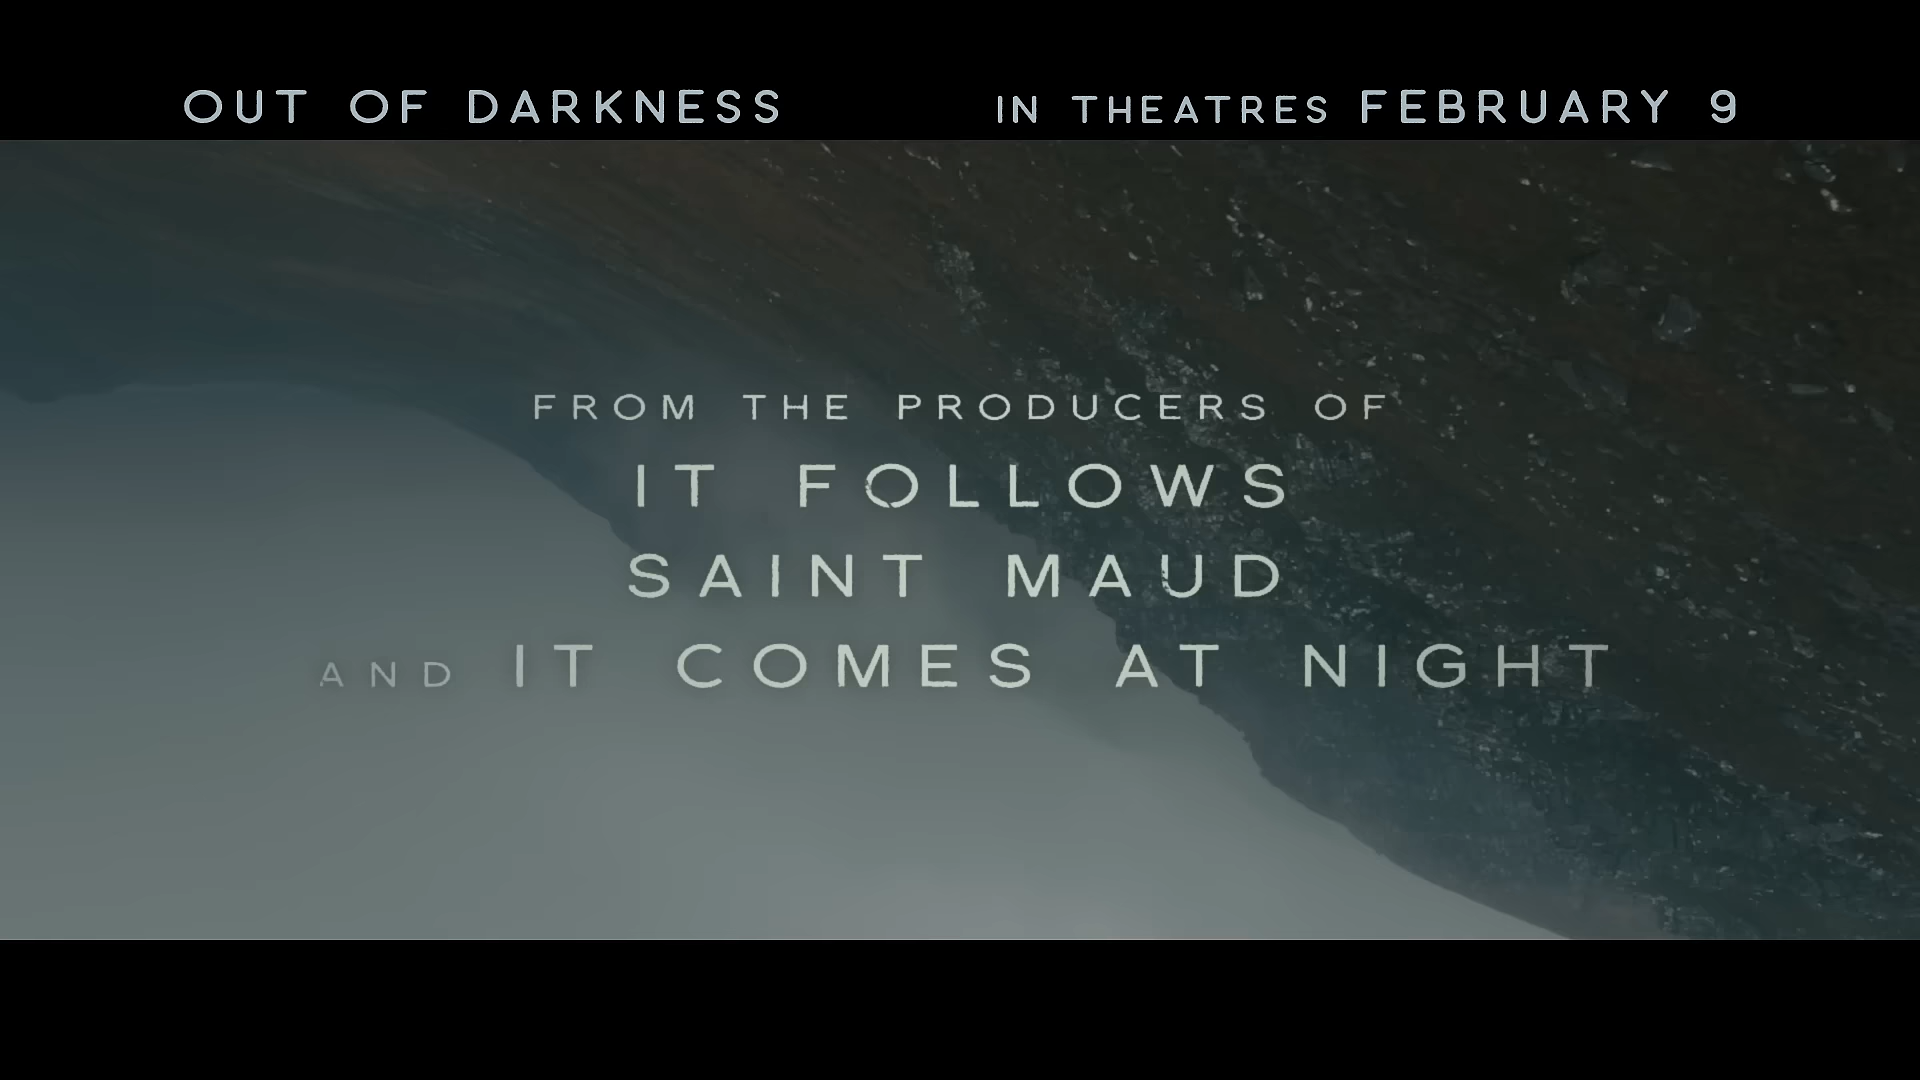 OUT OF DARKNESS
IN THEATRES FEBRUARY 9
FROM THE PRODUCERS OF
IT FOLLOWS
SAINT MAUD
AND IT COMES AT NIGHT